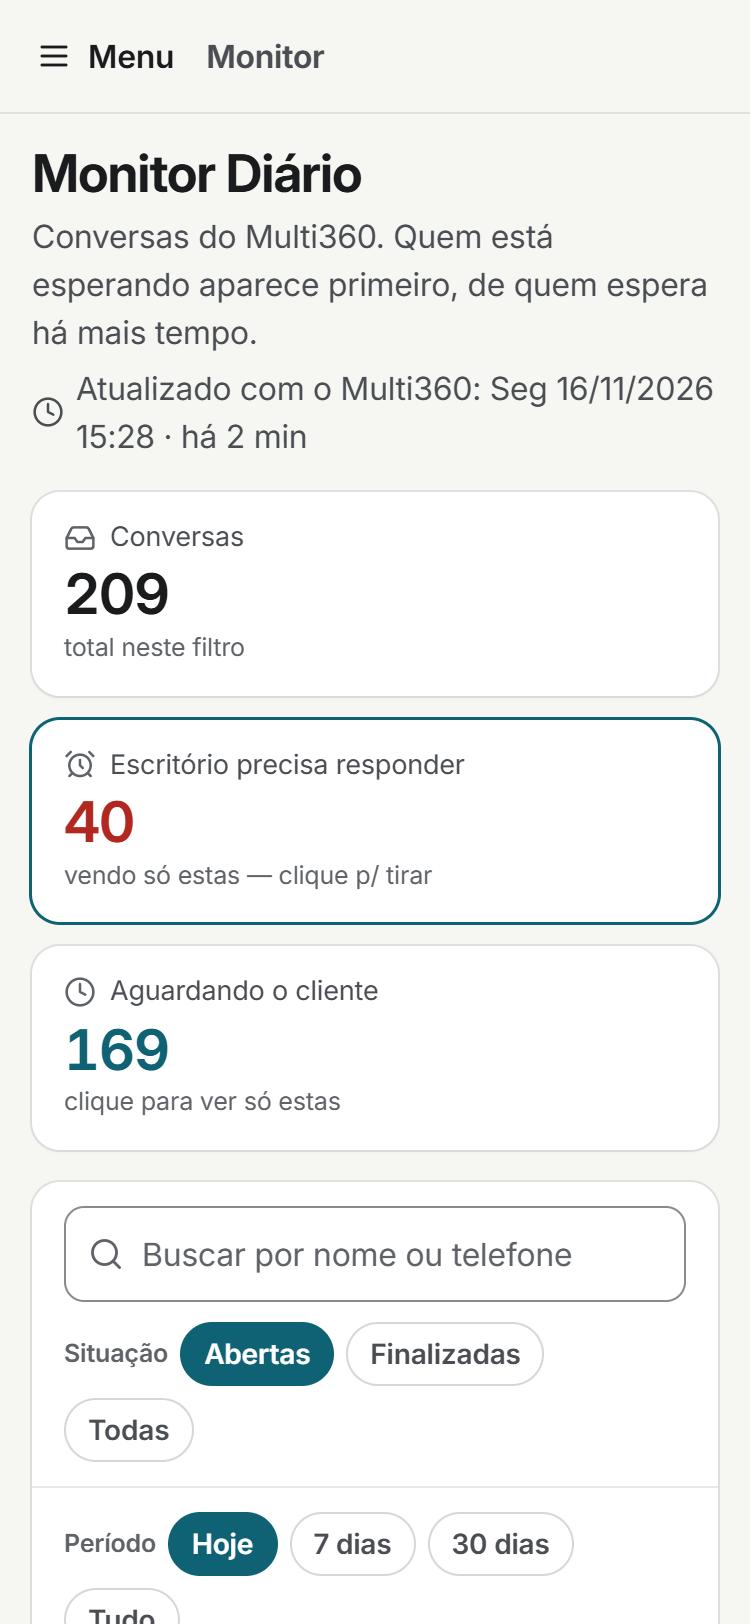 Menu Monitor
Monitor Diário
Conversas do Multi360. Quem está
esperando aparece primeiro, de quem espera
há mais tempo.
Atualizado com o Multi360: Seg 16/11/2026
15:28 · há 2 min
Conversas
209
total neste filtro
Escritório precisa responder
40
vendo só estas — clique p/ tirar
Aguardando o cliente
169
clique para ver só estas
Buscar por nome ou telefone
Situação Abertas Finalizadas
Todas
Período Hoje 7 dias 30 dias
Tudo